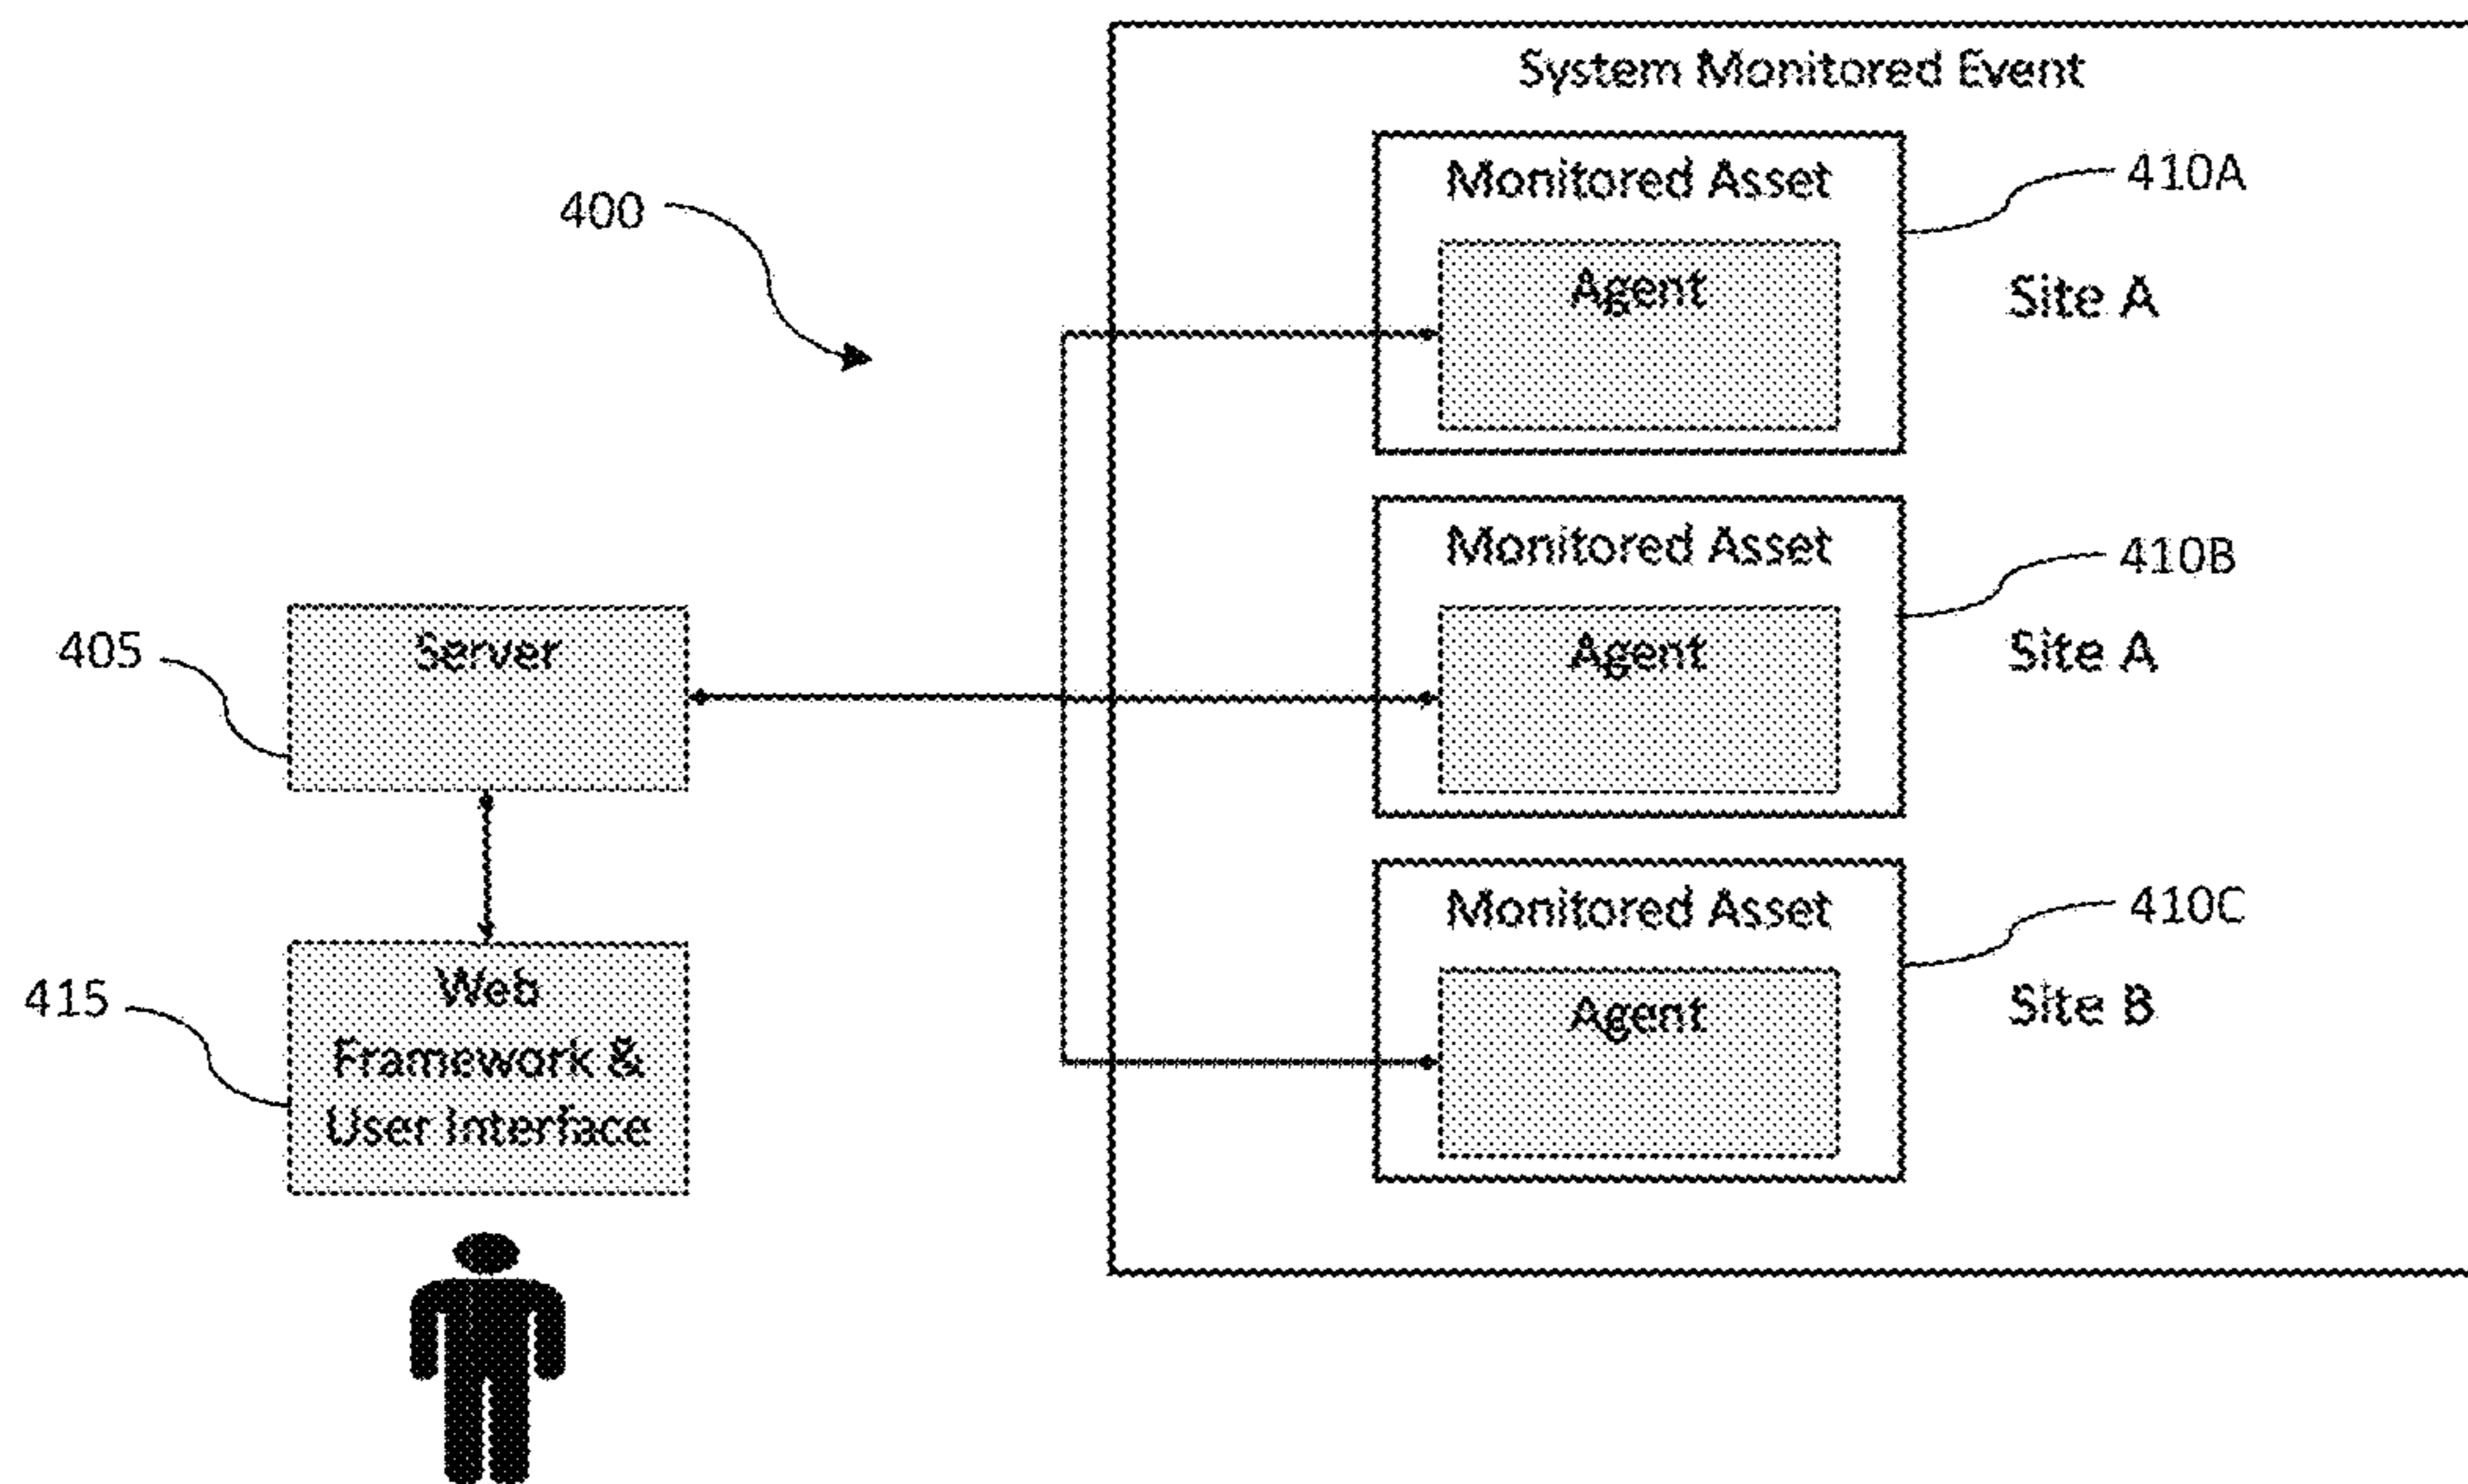 System Monitored Event
Monitored Asset
410A
400
Agent
Site A
Monitored Asset
410B
405
Server
Agent
Site A
Monitored Asset
410C
415
Web
Framework &
User Interface
Agent
Site B